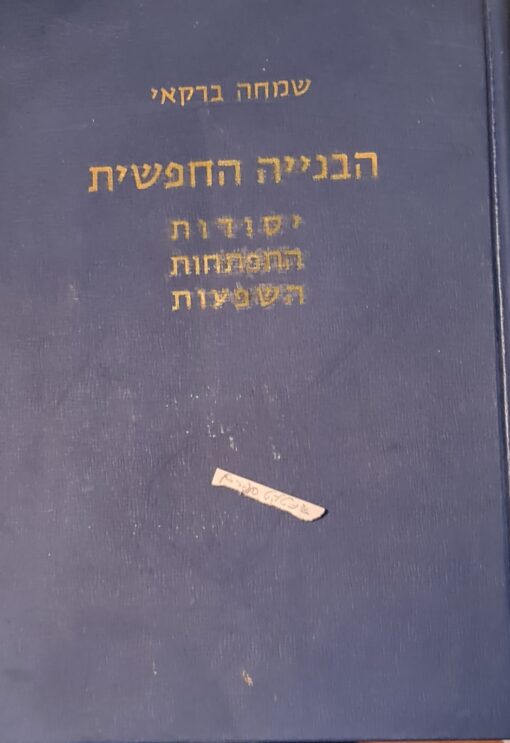 שמחה ברקאי
הבנייה החפשית
יסודות
התפתחות
השפעות